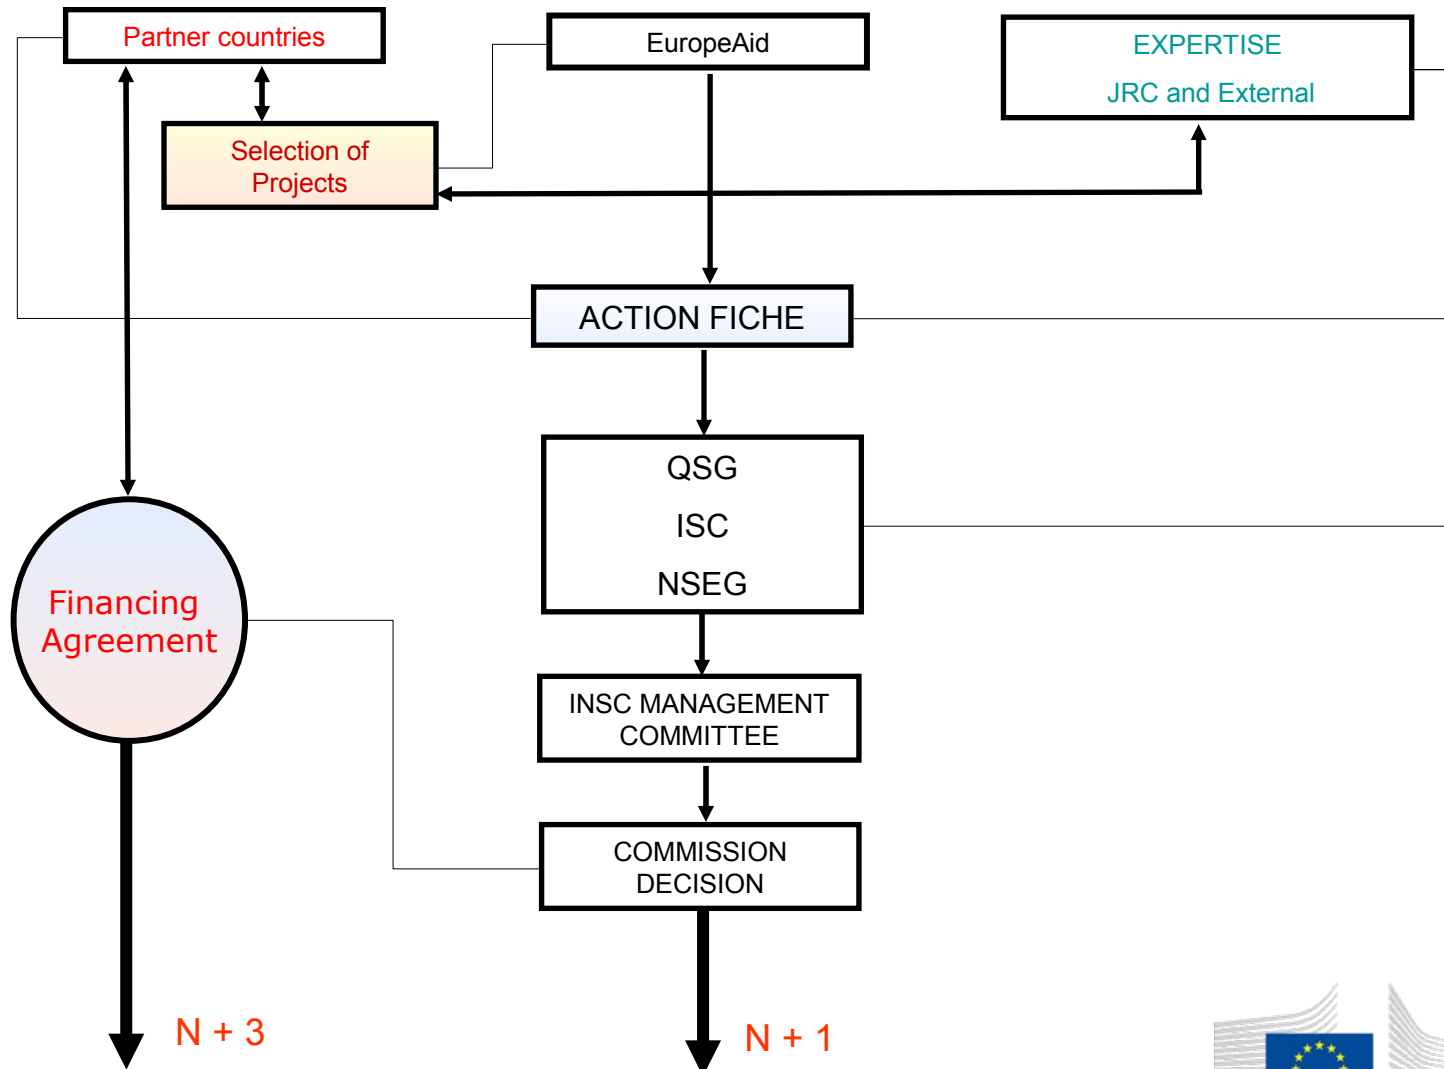 Partner countries
EuropeAid
EXPERTISE
JRC and External
Selection of
Projects
ACTION FICHE
QSG
ISC
NSEG
Financing
Agreement
INSC MANAGEMENT
COMMITTEE
COMMISSION
DECISION
N + 3
N + 1